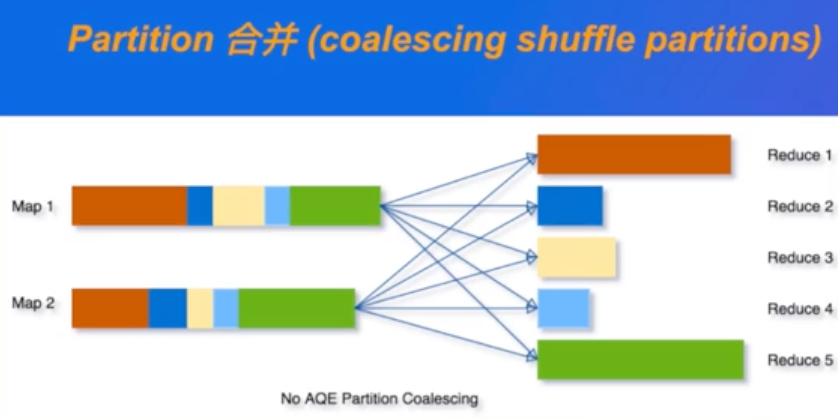 Partition 合并 (coalescing shuffle partitions)
Map 1
Map 2
Reduce 1
Reduce 2
Reduce 3
Reduce 4
Reduce 5
No AQE Partition Coalescing